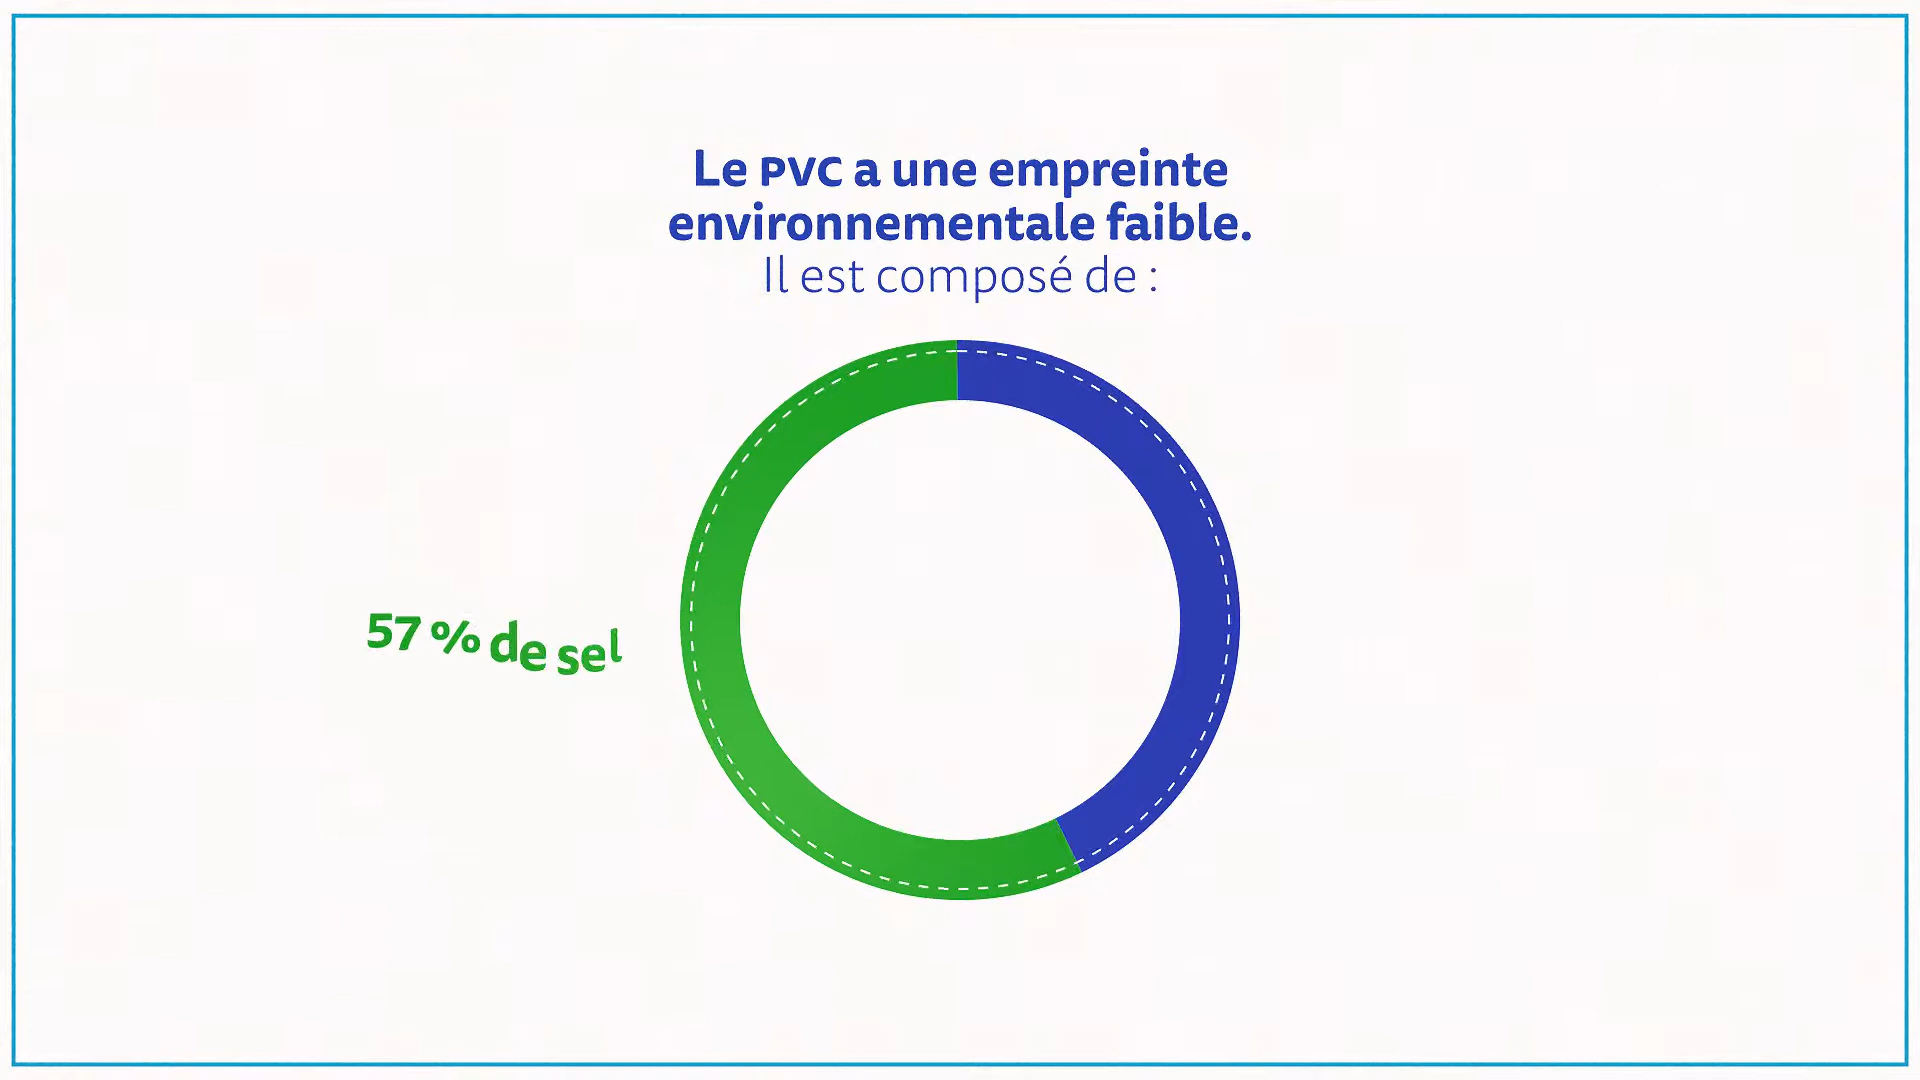 Le PVC a une empreinte
environnementale faible.
Il est composé de :
57 % de sel